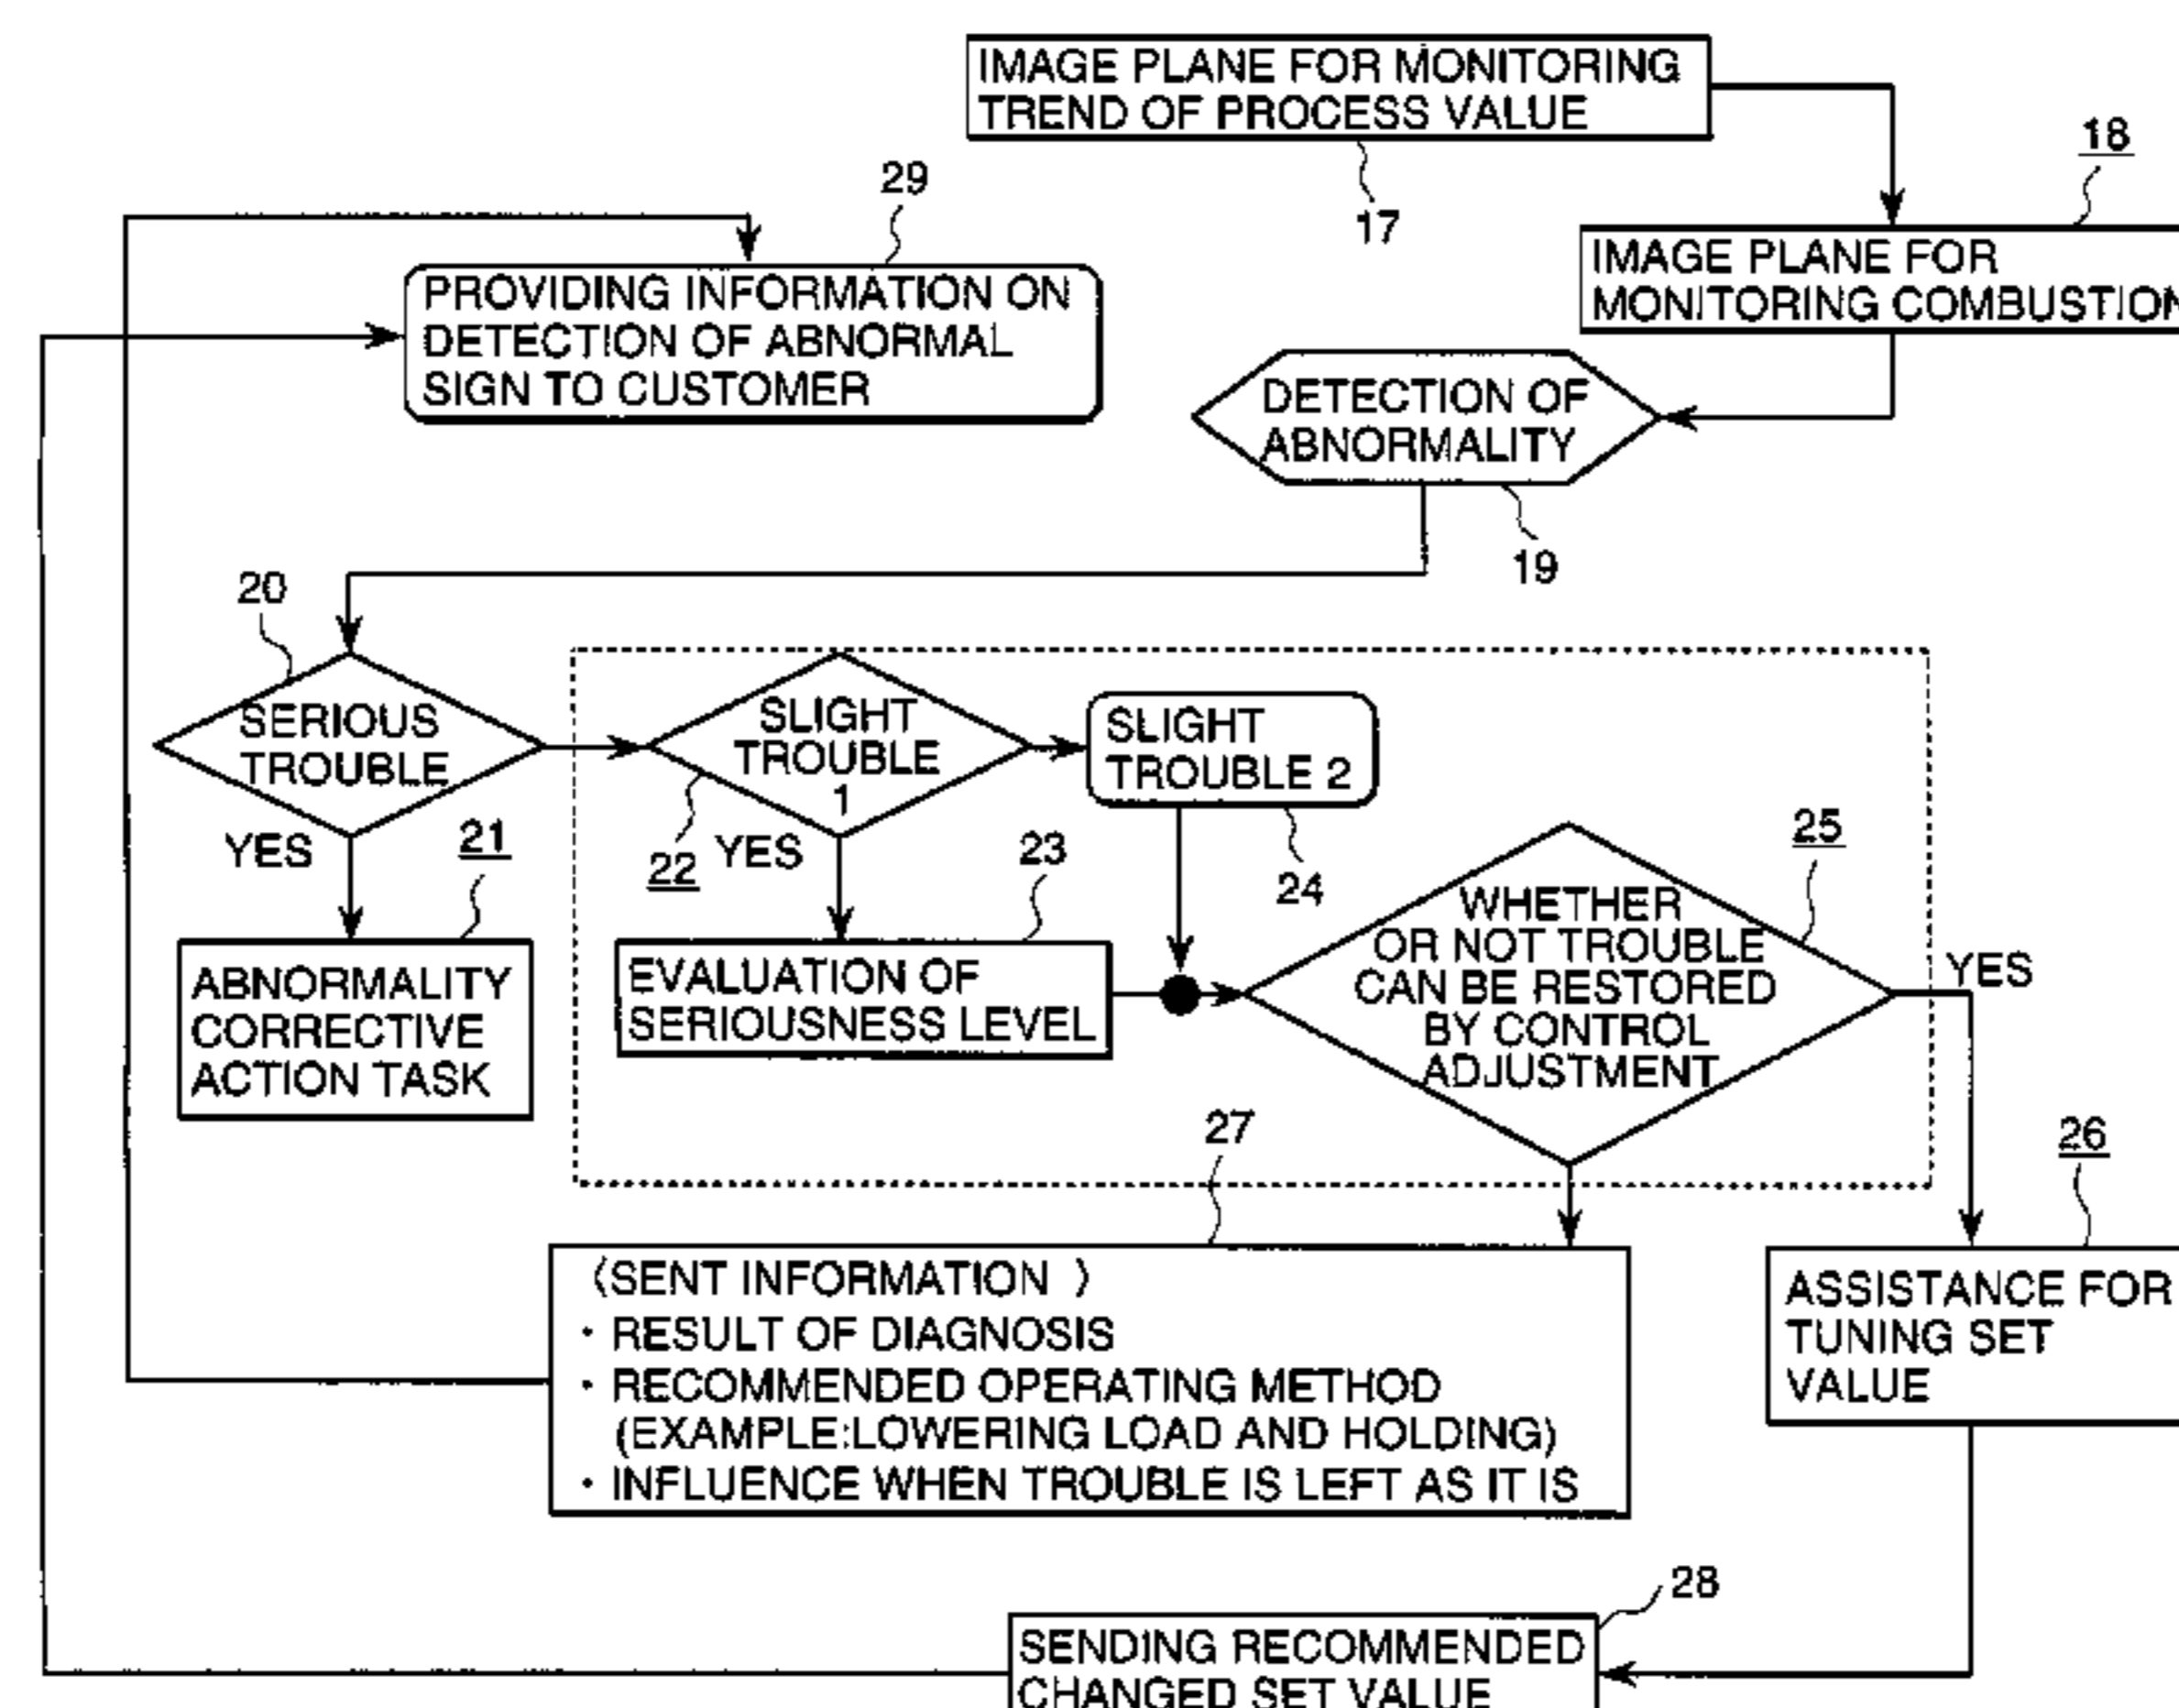 IMAGE PLANE FOR MONITORING
TREND OF PROCESS VALUE
17
18
IMAGE PLANE FOR
MONITORING COMBUSTION
29
PROVIDING INFORMATION ON
DETECTION OF ABNORMAL
SIGN TO CUSTOMER
DETECTION OF
ABNORMALITY
19
20
SERIOUS
TROUBLE
YES
21
ABNORMALITY
CORRECTIVE
ACTION TASK
SLIGHT
TROUBLE
1
22
YES
SLIGHT
TROUBLE 2
24
23
EVALUATION OF
SERIOUSNESS LEVEL
25
WHETHER
OR NOT TROUBLE
CAN BE RESTORED
BY CONTROL
ADJUSTMENT
YES
27
(SENT INFORMATION )
· RESULT OF DIAGNOSIS
· RECOMMENDED OPERATING METHOD
(EXAMPLE:LOWERING LOAD AND HOLDING)
· INFLUENCE WHEN TROUBLE IS LEFT AS IT IS
26
ASSISTANCE FOR
TUNING SET
VALUE
28
SENDING RECOMMENDED
CHANGED SET VALUE